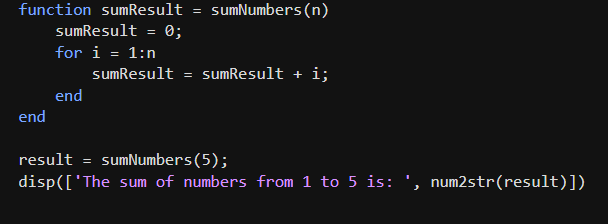 function sumResult = sumNumbers(n)
    sumResult = 0;
    for i = 1:n
        sumResult = sumResult + i;
    end
end

result = sumNumbers(5);
disp(['The sum of numbers from 1 to 5 is: ', num2str(result)])